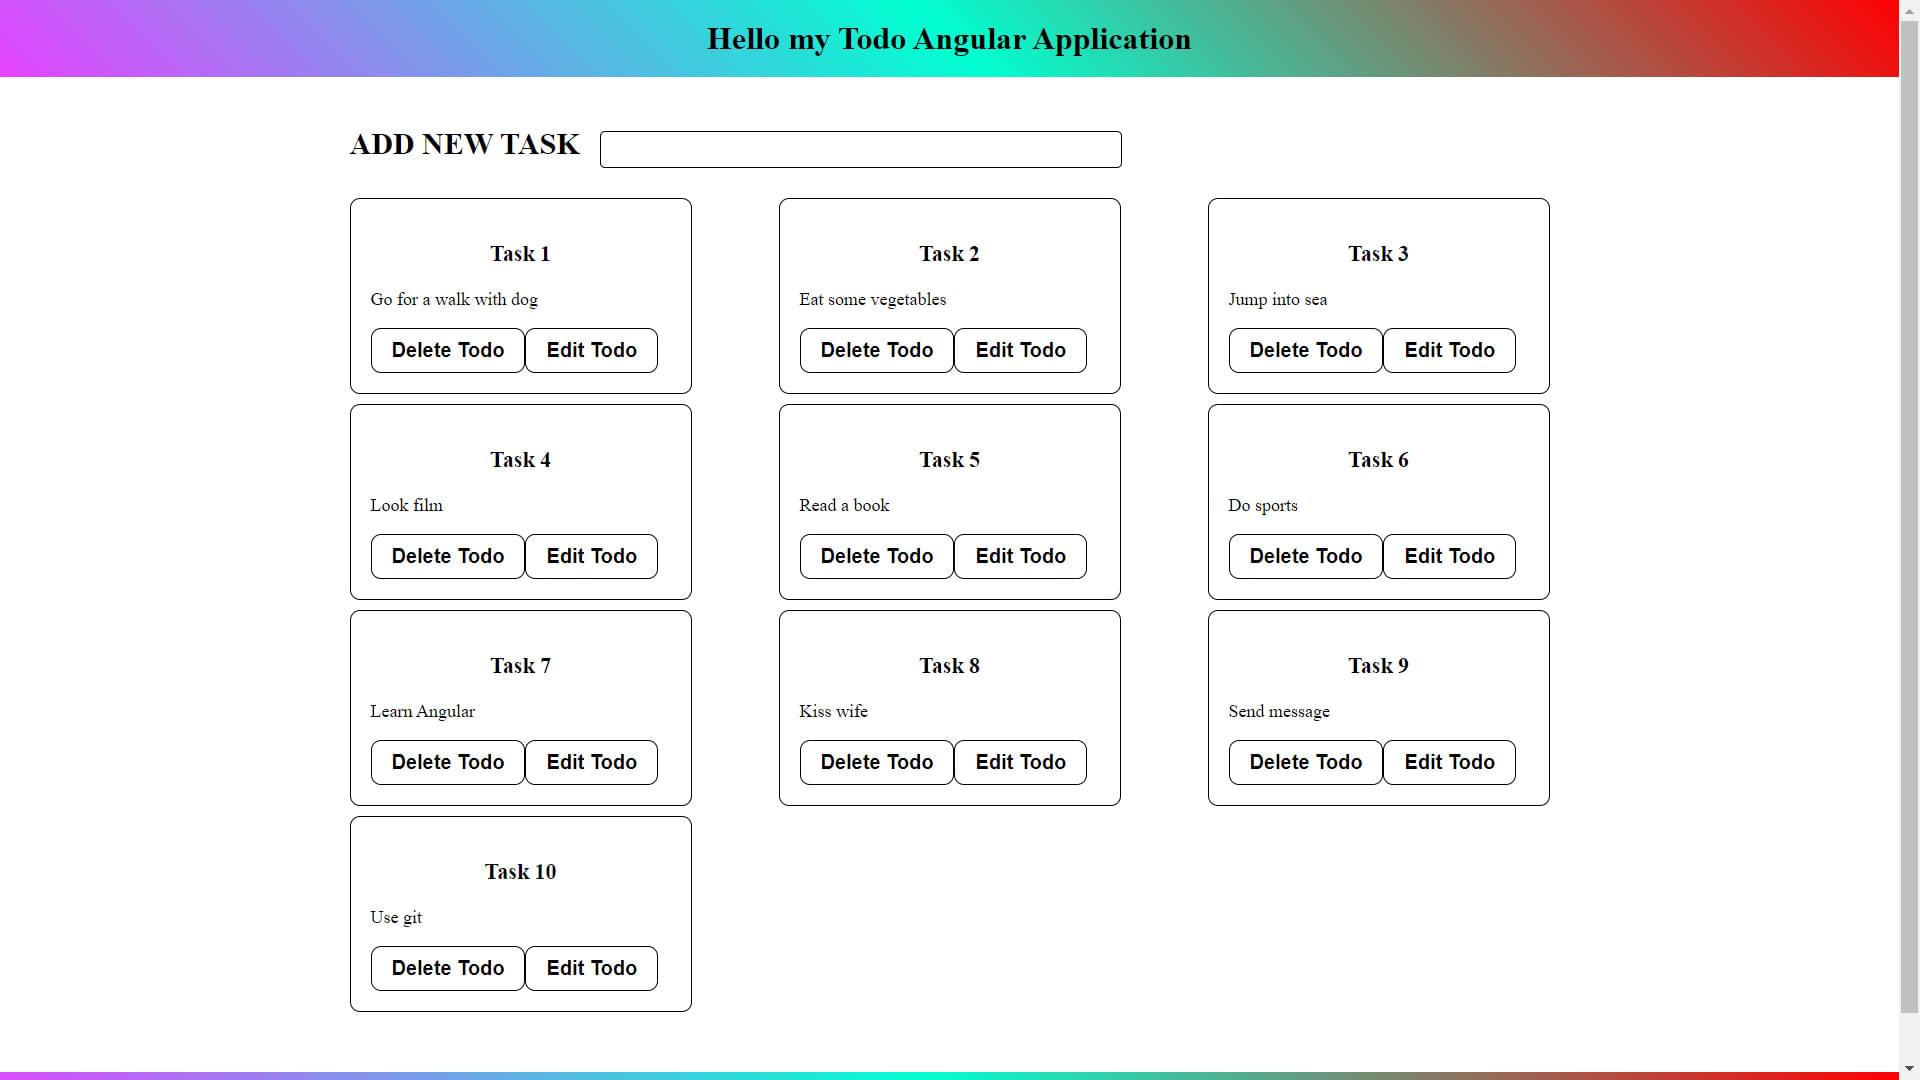 Hello my Todo Angular Application
ADD NEW TASK
Task 1
Go for a walk with dog
Delete Todo Edit Todo
Task 2
Eat some vegetables
Delete Todo Edit Todo
Task 3
Jump into sea
Delete Todo Edit Todo
Task 4
Look film
Delete Todo Edit Todo
Task 5
Read a book
Delete Todo Edit Todo
Task 6
Do sports
Delete Todo Edit Todo
Task 7
Learn Angular
Delete Todo Edit Todo
Task 8
Kiss wife
Delete Todo Edit Todo
Task 9
Send message
Delete Todo Edit Todo
Task 10
Use git
Delete Todo Edit Todo